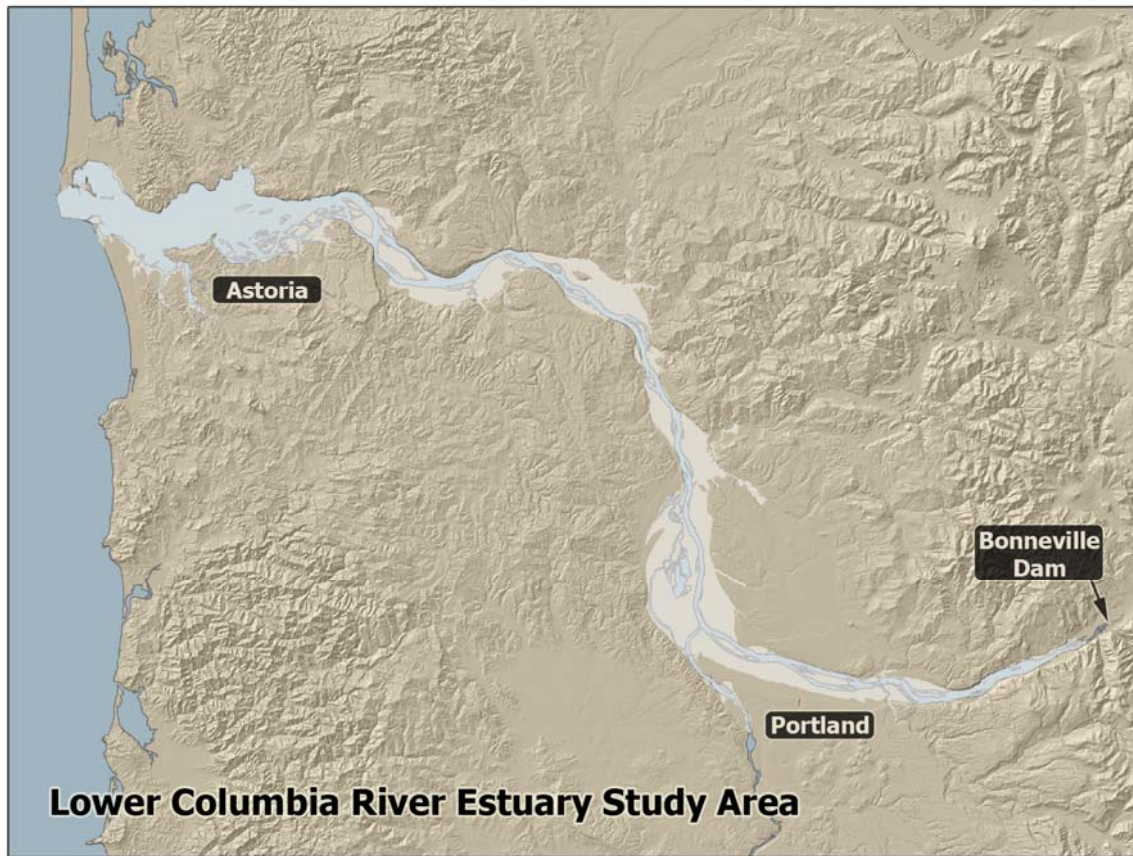 Astoria
Bonneville
Dam
Portland
Lower Columbia River Estuary Study Area